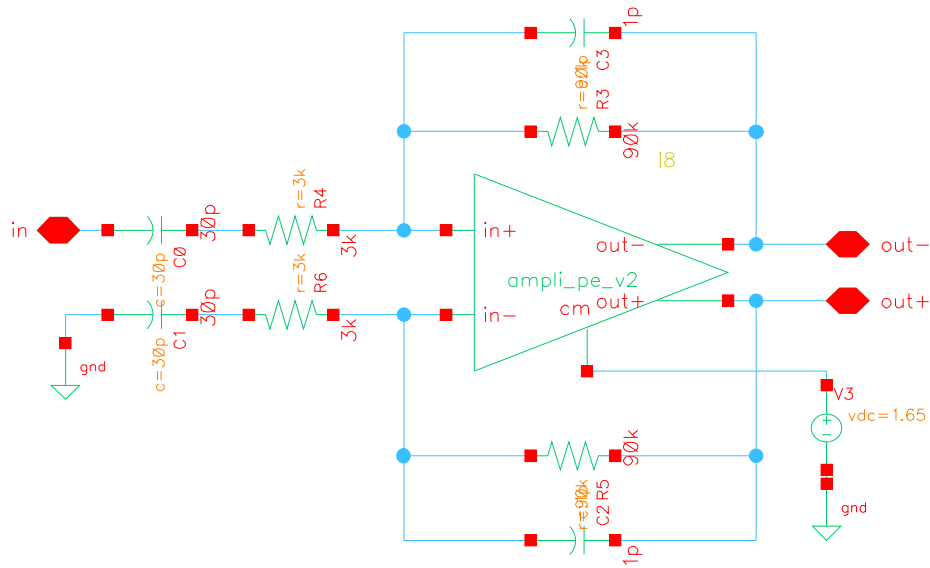 1p
C3
R3
90k
I8
in
30p
C0
c=30p
r=3k
R4
3k
in+
out-
out-
ampli_pe_v2
cm
out+
out+
in-
30p
C1
c=30p
r=3k
R6
3k
gnd
V3
vdc=1.65
gnd
90k
R5
C2
1p